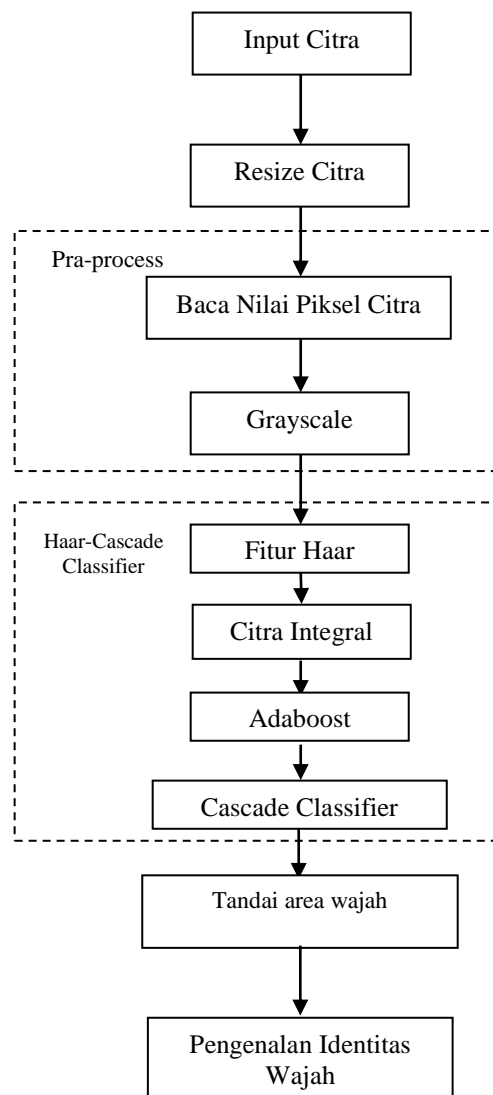 Input Citra
Resize Citra
Pra-process
Baca Nilai Piksel Citra
Grayscale
Haar-Cascade
Classifier
Fitur Haar
Citra Integral
Adaboost
Cascade Classifier
Tandai area wajah
Pengenalan Identitas
Wajah